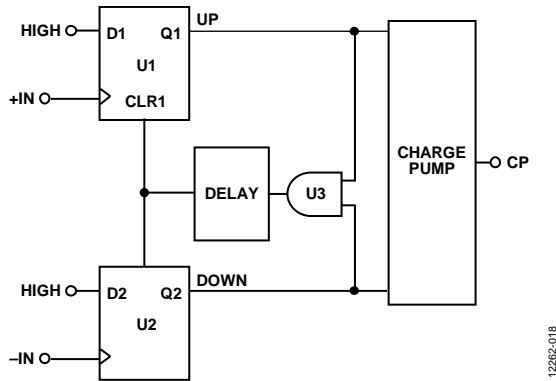 UP
HIGH D1 Q1
U1
+IN
CLR1
CHARGE
PUMP
CP
DELAY
U3
DOWN
HIGH D2 Q2
U2
–IN
12262-018